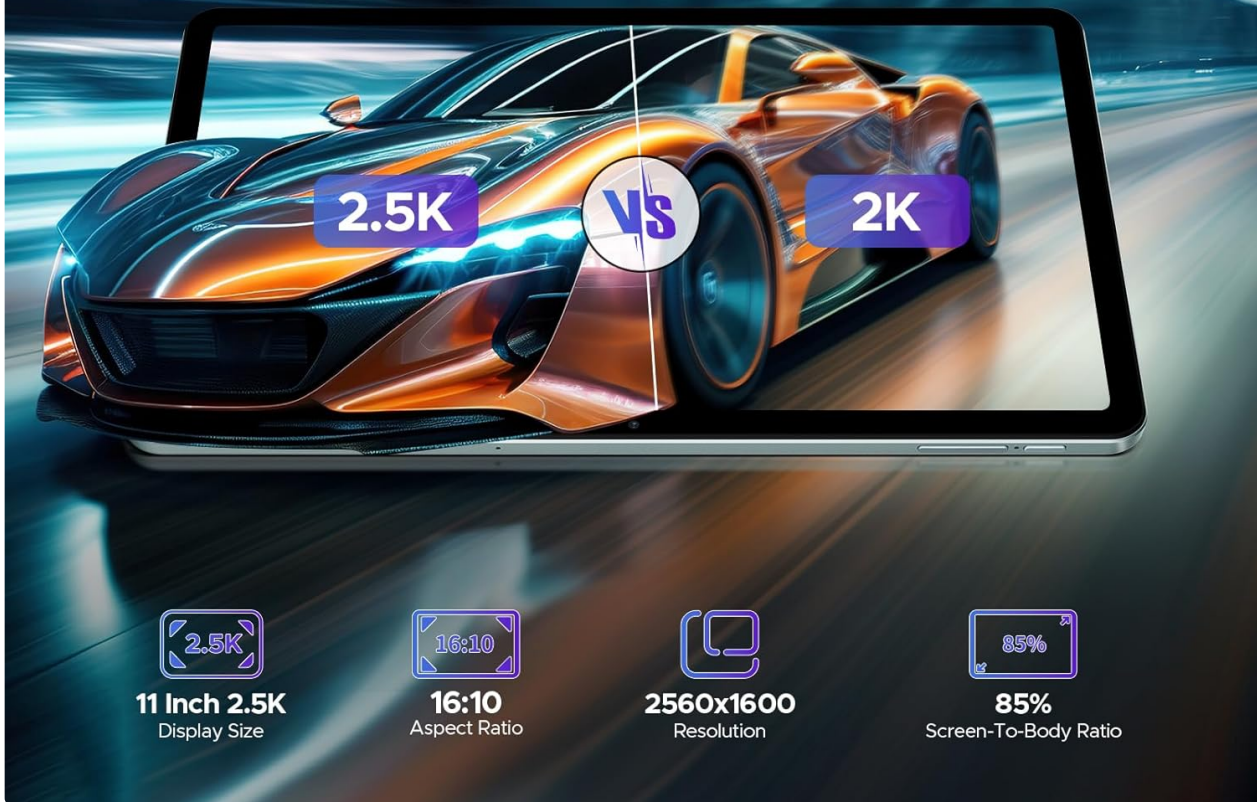 2.5K
VS
2K
2.5K
16:10
85%
11 Inch 2.5K
16:10
2560x1600
85%
Display Size
Aspect Ratio
Resolution
Screen-To-Body Ratio